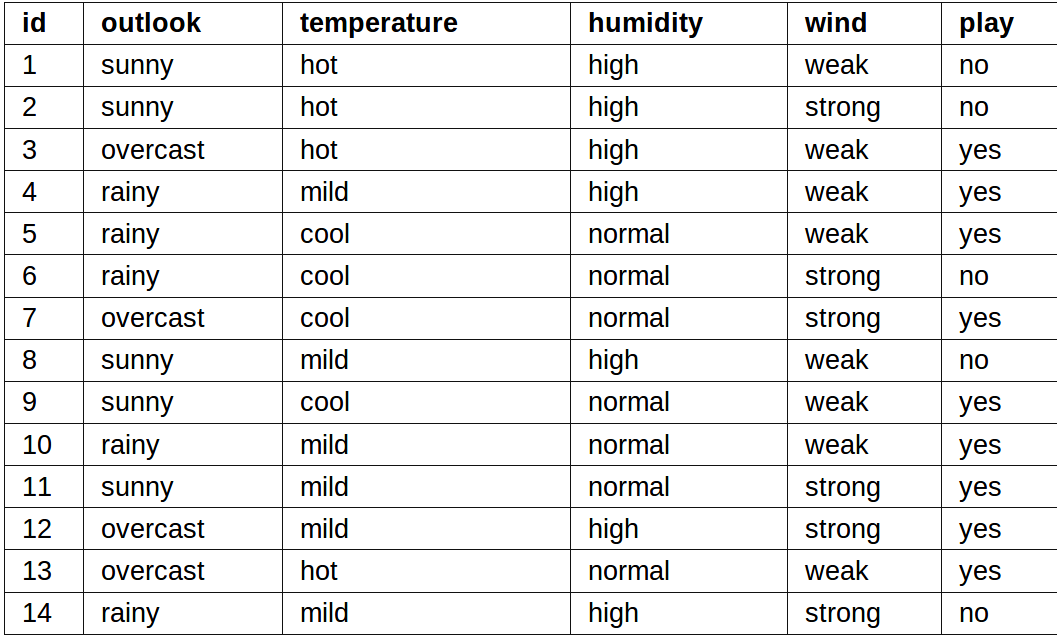 id outlook temperature humidity wind play
1 sunny hot high weak no
2 sunny hot high strong no
3 overcast hot high weak yes
4 rainy mild high weak yes
5 rainy cool normal weak yes
6 rainy cool normal strong no
7 overcast cool normal strong yes
8 sunny mild high weak no
9 sunny cool normal weak yes
10 rainy mild normal weak yes
11 sunny mild normal strong yes
12 overcast mild high strong yes
13 overcast hot normal weak yes
14 rainy mild high strong no